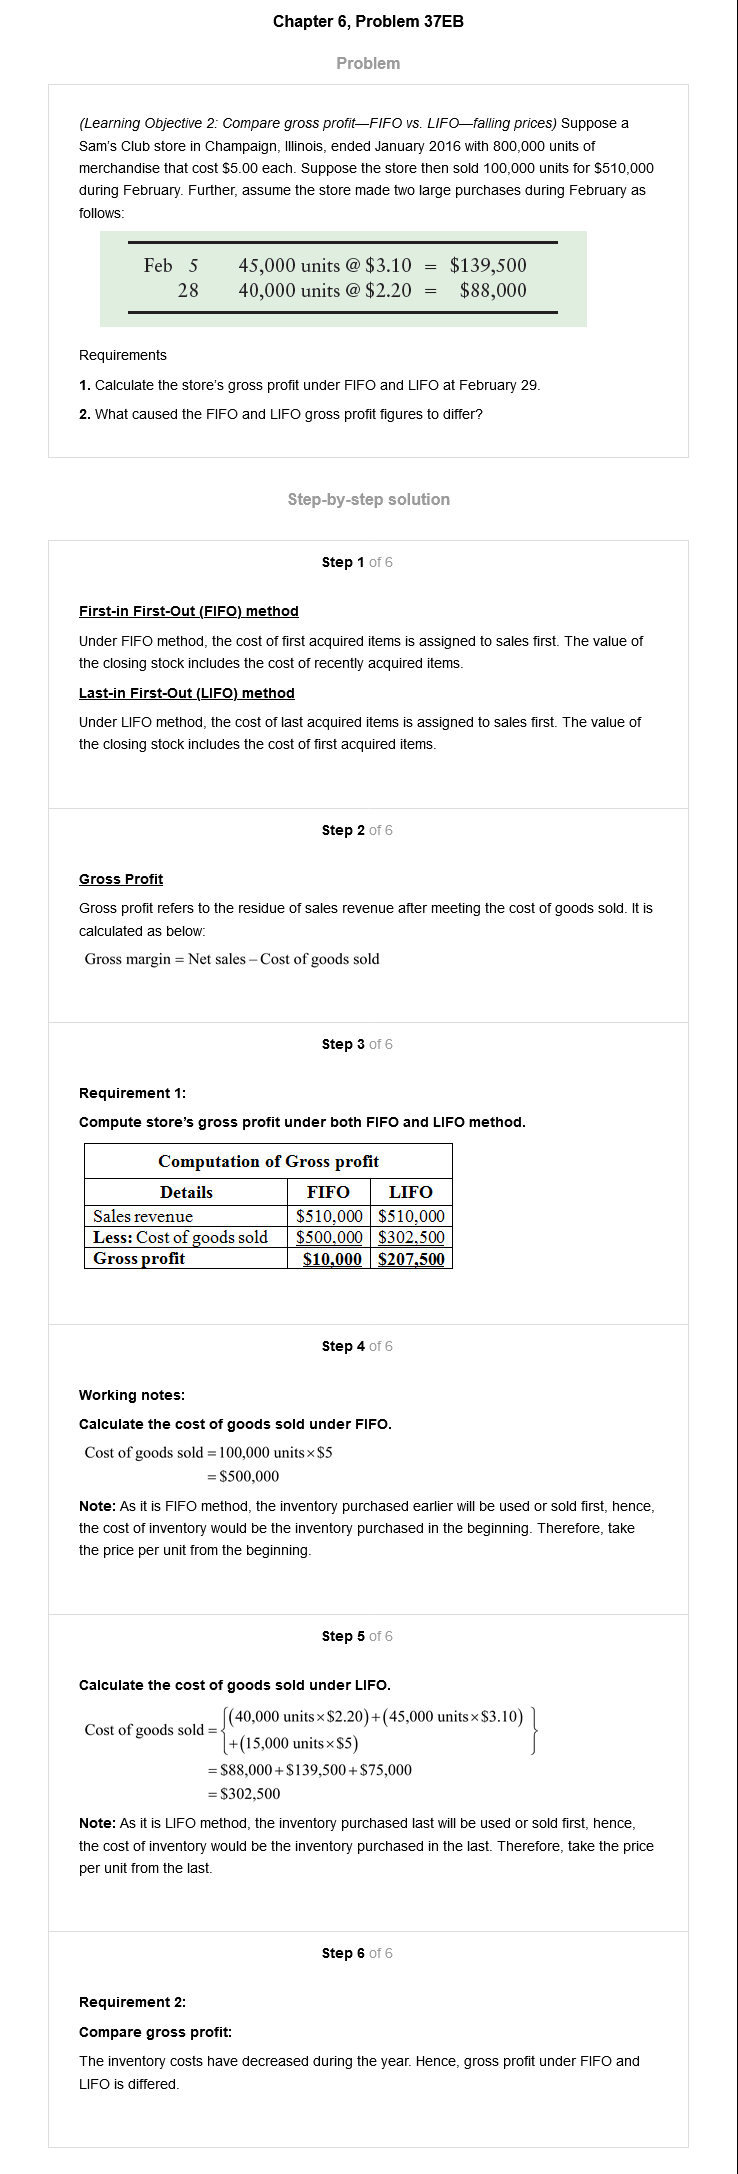 Chapter 6, Problem 37EB
Problem
(Learning Objective 2: Compare gross profit—FIFO vs. LIFO—falling prices) Suppose a
Sam's Club store in Champaign, Illinois, ended January 2016 with 800,000 units of
merchandise that cost $5.00 each. Suppose the store then sold 100,000 units for $510,000
during February. Further, assume the store made two large purchases during February as
follows:
Feb 5 45,000 units @ $3.10 = $139,500
28 40,000 units @ $2.20 = $88,000
Requirements
1. Calculate the store's gross profit under FIFO and LIFO at February 29.
2. What caused the FIFO and LIFO gross profit figures to differ?
Step-by-step solution
Step 1 of 6
First-in First-Out (FIFO) method
Under FIFO method, the cost of first acquired items is assigned to sales first. The value of
the closing stock includes the cost of recently acquired items.
Last-in First-Out (LIFO) method
Under LIFO method, the cost of last acquired items is assigned to sales first. The value of
the closing stock includes the cost of first acquired items.
Step 2 of 6
Gross Profit
Gross profit refers to the residue of sales revenue after meeting the cost of goods sold. It is
calculated as below:
Gross margin = Net sales – Cost of goods sold
Step 3 of 6
Requirement 1:
Compute store's gross profit under both FIFO and LIFO method.
Computation of Gross profit
Details FIFO LIFO
Sales revenue $510,000 $510,000
Less: Cost of goods sold $500,000 $302,500
Gross profit $10,000 $207,500
Step 4 of 6
Working notes:
Calculate the cost of goods sold under FIFO.
Cost of goods sold = 100,000 units × $5
= $500,000
Note: As it is FIFO method, the inventory purchased earlier will be used or sold first, hence,
the cost of inventory would be the inventory purchased in the beginning. Therefore, take
the price per unit from the beginning.
Step 5 of 6
Calculate the cost of goods sold under LIFO.
Cost of goods sold = {(40,000 units × $2.20) + (45,000 units × $3.10)
+ (15,000 units × $5)}
= $88,000 + $139,500 + $75,000
= $302,500
Note: As it is LIFO method, the inventory purchased last will be used or sold first, hence,
the cost of inventory would be the inventory purchased in the last. Therefore, take the price
per unit from the last.
Step 6 of 6
Requirement 2:
Compare gross profit:
The inventory costs have decreased during the year. Hence, gross profit under FIFO and
LIFO is differed.